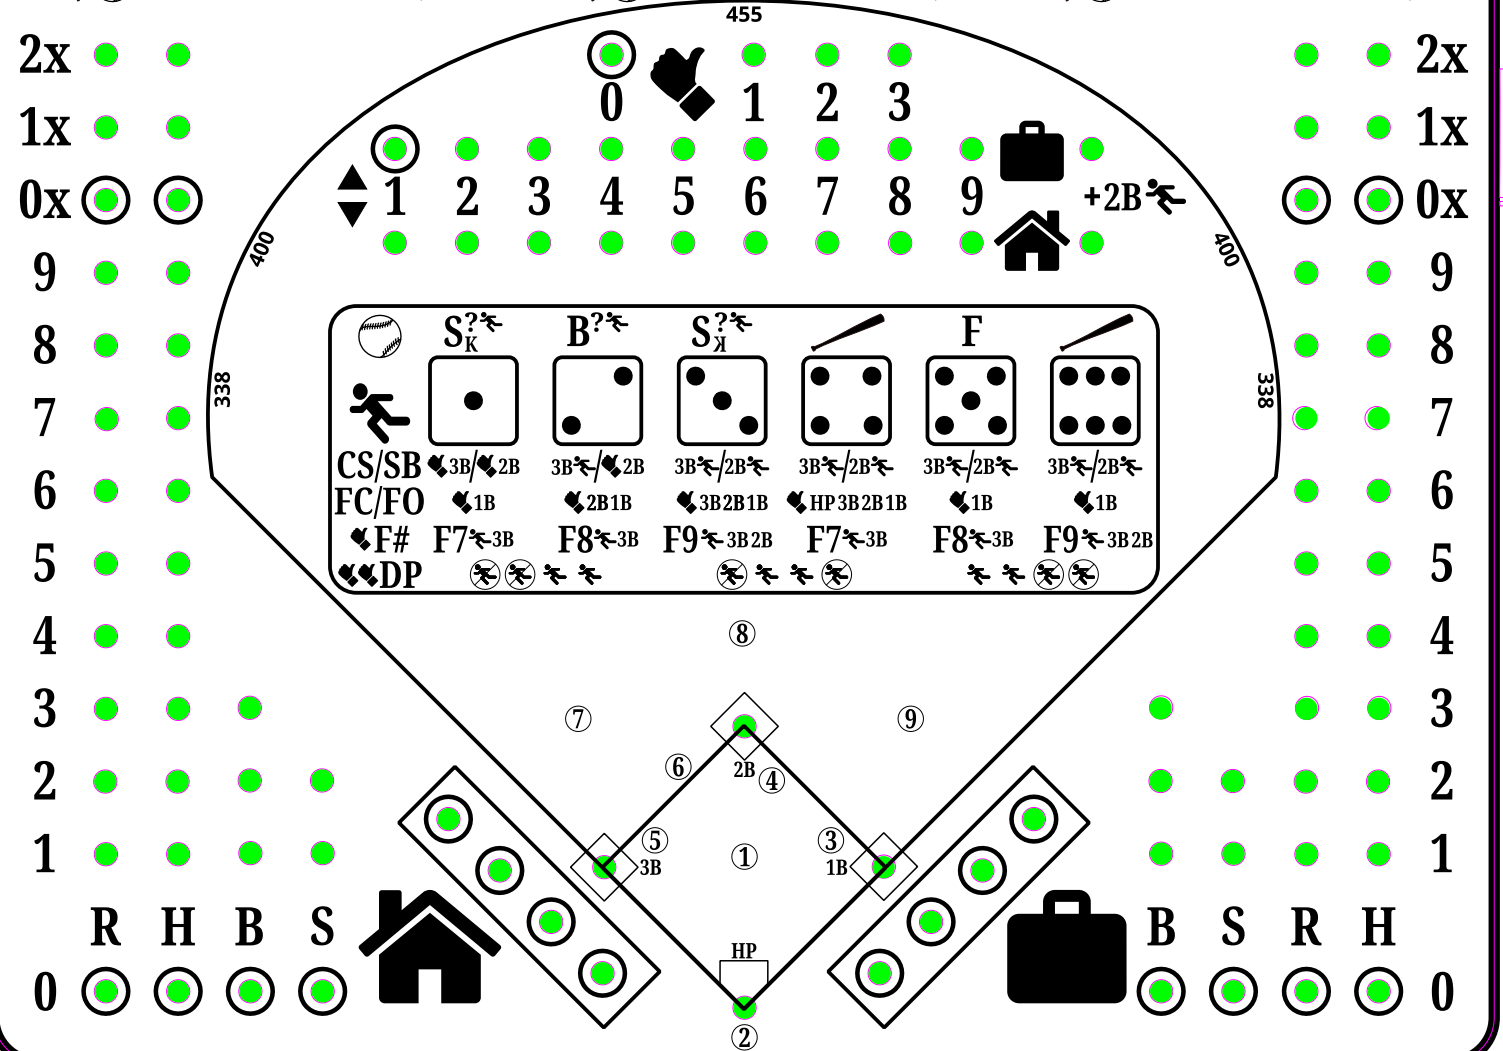 455
2x 2x
0 1 2 3
1x 1x
1 2 3 4 5 6 7 8 9 +2B
0x 0x
400 400
9 9
S?K B?  S?K F
8 8
338 338
7 7
CS/SB 3B/2B 3B/2B 3B/2B 3B/2B 3B/2B 3B/2B
FC/FO 1B 2B1B 3B2B1B HP3B2B1B 1B 1B
6 6
F# F7 3B F8 3B F9 3B2B F7 3B F8 3B F9 3B2B
DP
5 5
4 8 4
3 7 9 3
6 2B 4
2 2
5 3B 1 3 1B
1 1
R H B S HP B S R H
0 0
2